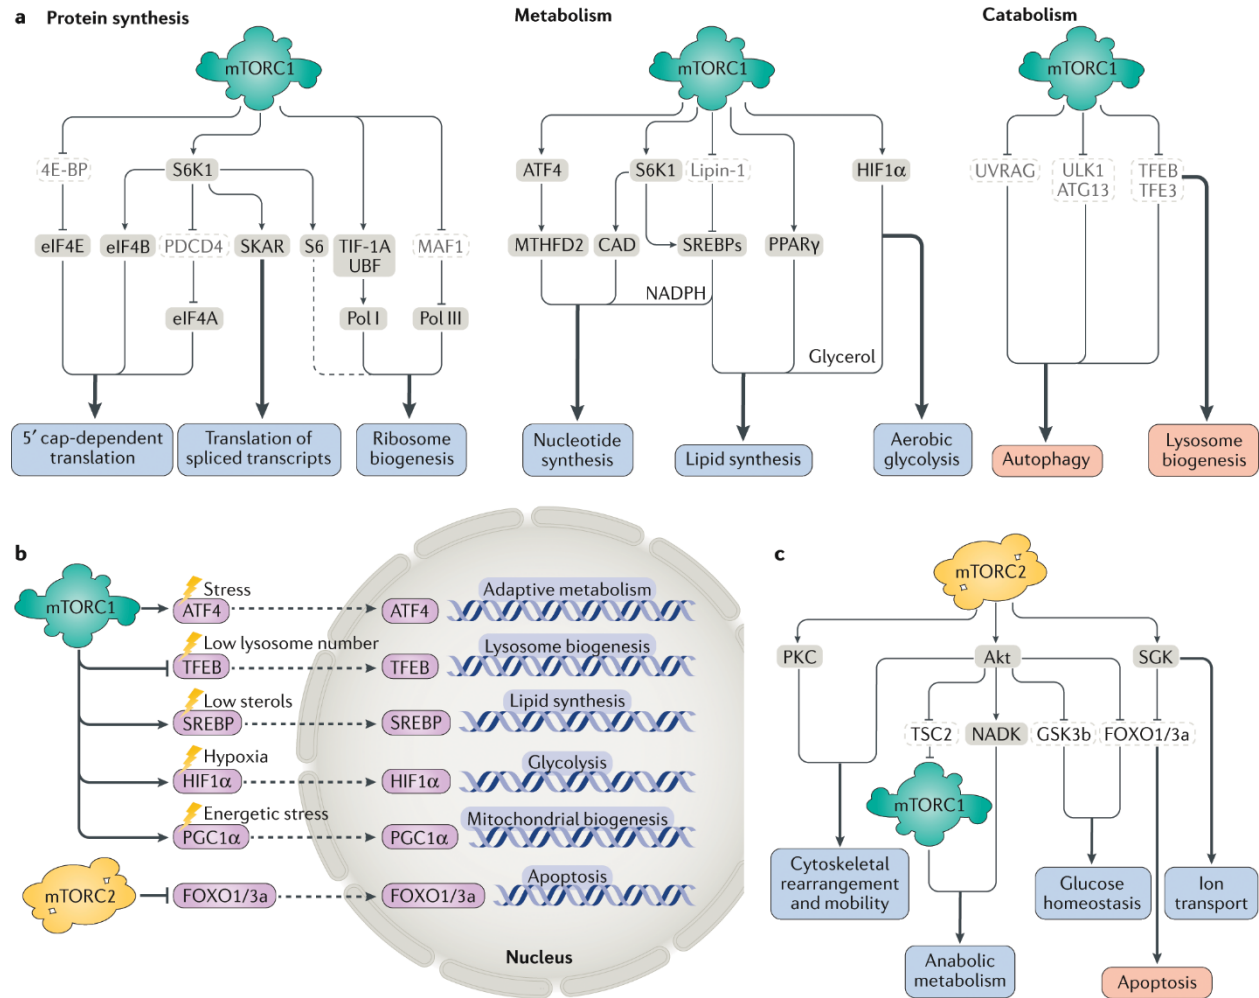 a
Protein synthesis
mTORC1
4E-BP
S6K1
eIF4E
eIF4B
PDCD4
SKAR
S6
TIF-1A
UBF
MAF1
eIF4A
Pol I
Pol III
5′ cap-dependent
translation
Translation of
spliced transcripts
Ribosome
biogenesis
Metabolism
mTORC1
ATF4
S6K1
Lipin-1
HIF1α
MTHFD2
CAD
SREBPs
PPARγ
NADPH
Glycerol
Nucleotide
synthesis
Lipid synthesis
Aerobic
glycolysis
Catabolism
mTORC1
UVRAG
ULK1
ATG13
TFEB
TFE3
Autophagy
Lysosome
biogenesis
b
mTORC1
Stress
ATF4
ATF4
Adaptive metabolism
Low lysosome number
TFEB
TFEB
Lysosome biogenesis
Low sterols
SREBP
SREBP
Lipid synthesis
Hypoxia
HIF1α
HIF1α
Glycolysis
Energetic stress
PGC1α
PGC1α
Mitochondrial biogenesis
mTORC2
FOXO1/3a
FOXO1/3a
Apoptosis
Nucleus
c
mTORC2
PKC
Akt
SGK
TSC2
NADK
GSK3b
FOXO1/3a
mTORC1
Cytoskeletal
rearrangement
and mobility
Glucose
homeostasis
Ion
transport
Anabolic
metabolism
Apoptosis